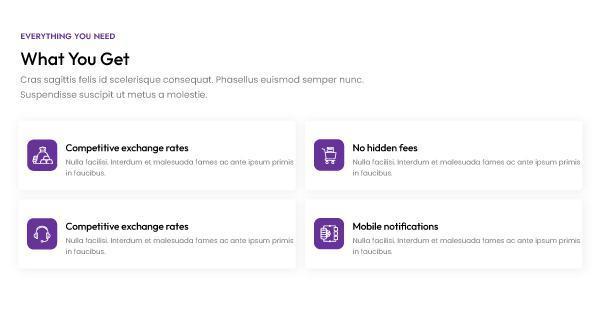 EVERYTHING YOU NEED
What You Get
Cras sagittis felis id scelerisque consequat. Phasellus euismod semper nunc.
Suspendisse suscipit ut metus a molestie.
Competitive exchange rates
Nulla facilisi. Interdum et malesuada fames ac ante ipsum primis
in faucibus.
No hidden fees
Nulla facilisi. Interdum et malesuada fames ac ante ipsum primis
in faucibus.
Competitive exchange rates
Nulla facilisi. Interdum et malesuada fames ac ante ipsum primis
in faucibus.
Mobile notifications
Nulla facilisi. Interdum et malesuada fames ac ante ipsum primis
in faucibus.